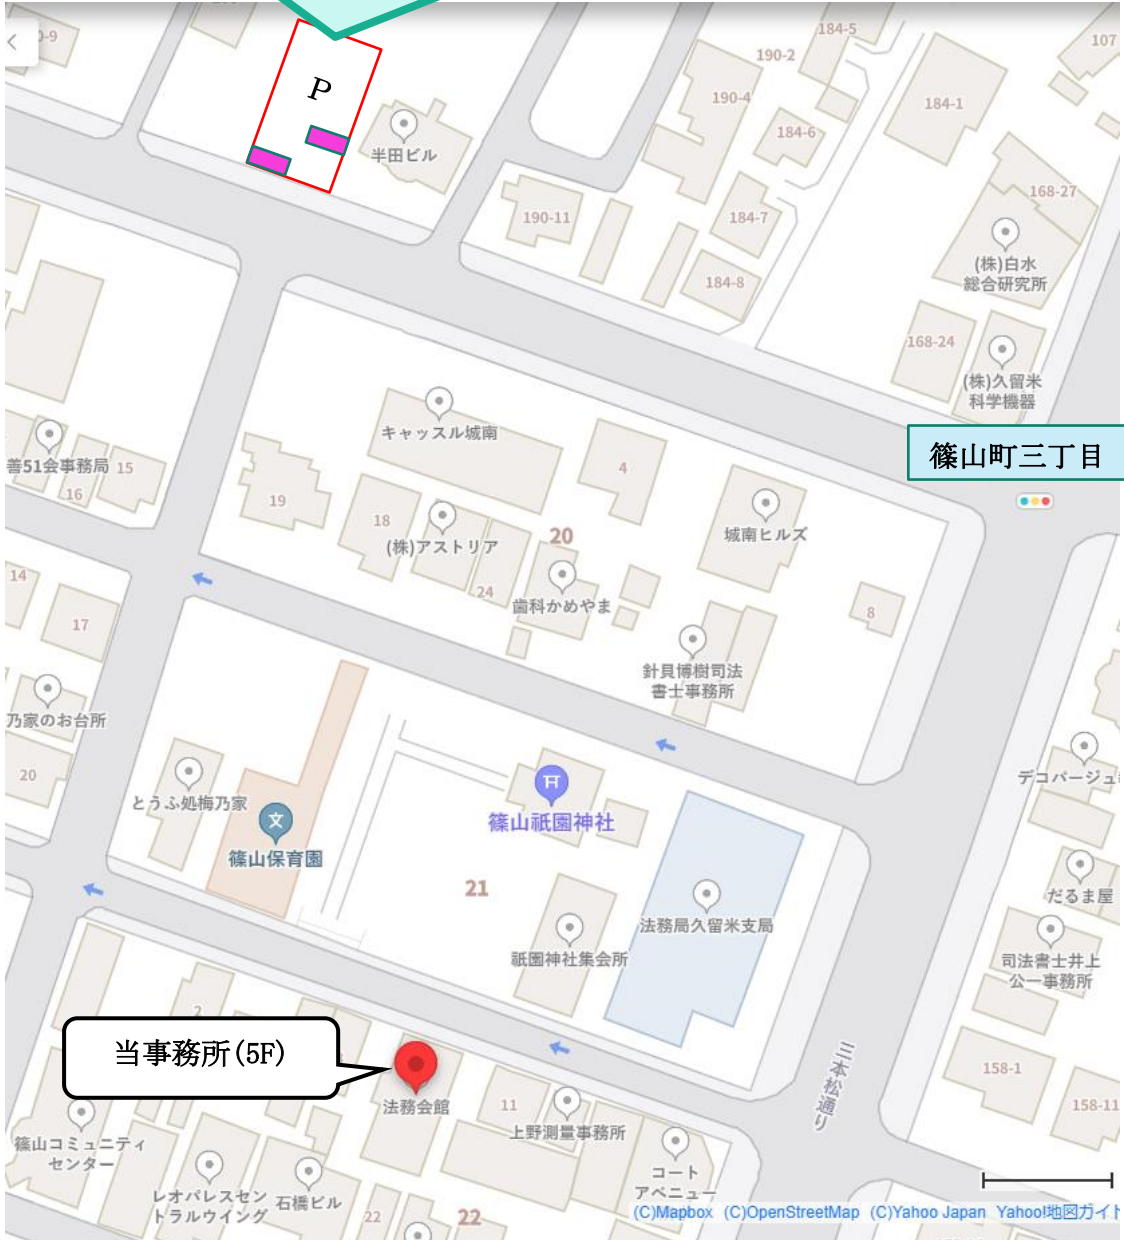 184-5
107
190-2
P
190-4
184-1
184-6
半田ビル
168-27
190-11
184-7
(株)白水
総合研究所
184-8
168-24
(株)久留米
科学機器
キャッスル城南
篠山町三丁目
善51会事務局
15
4
16
19
18
城南ヒルズ
(株)アストリア
20
14
24
歯科かめやま
8
17
針貝博樹司法
書士事務所
乃家のお台所
20
デコパージュ
とうふ処梅乃家
篠山祇園神社
篠山保育園
21
だるま屋
法務局久留米支局
祇園神社集会所
司法書士井上
公一事務所
2
当事務所(5F)
三本松通り
158-1
法務会館
11
158-11
上野測量事務所
篠山コミュニティ
センター
コート
アベニュー
レオパレスセン
トラルウイング
石橋ビル
22
22
(C)Mapbox (C)OpenStreetMap (C)Yahoo Japan Yahoo!地図ガイド